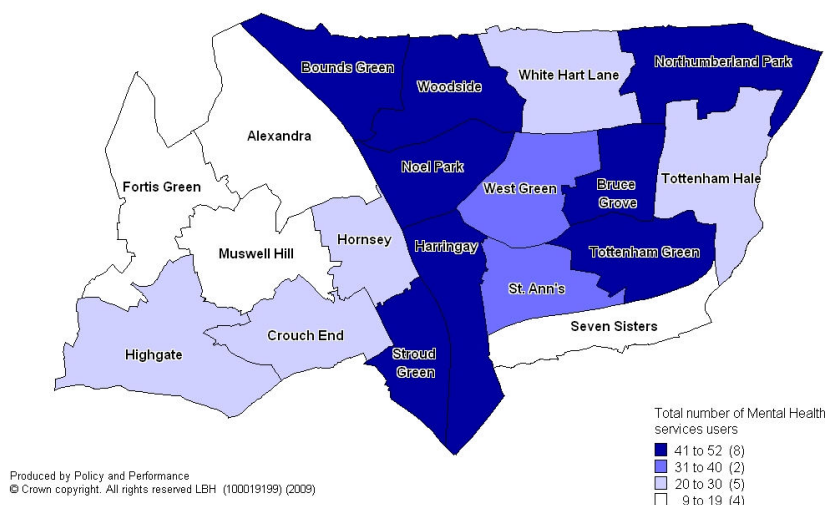 Bounds Green
Woodside
White Hart Lane
Northumberland Park
Alexandra
Noel Park
Fortis Green
West Green
Bruce
Grove
Tottenham Hale
Muswell Hill
Hornsey
Harringay
Tottenham Green
St. Ann's
Seven Sisters
Crouch End
Highgate
Stroud
Green
Total number of Mental Health
services users
41 to 52 (8)
31 to 40 (2)
20 to 30 (5)
9 to 19 (4)
Produced by Policy and Performance
© Crown copyright. All rights reserved LBH (100019199) (2009)